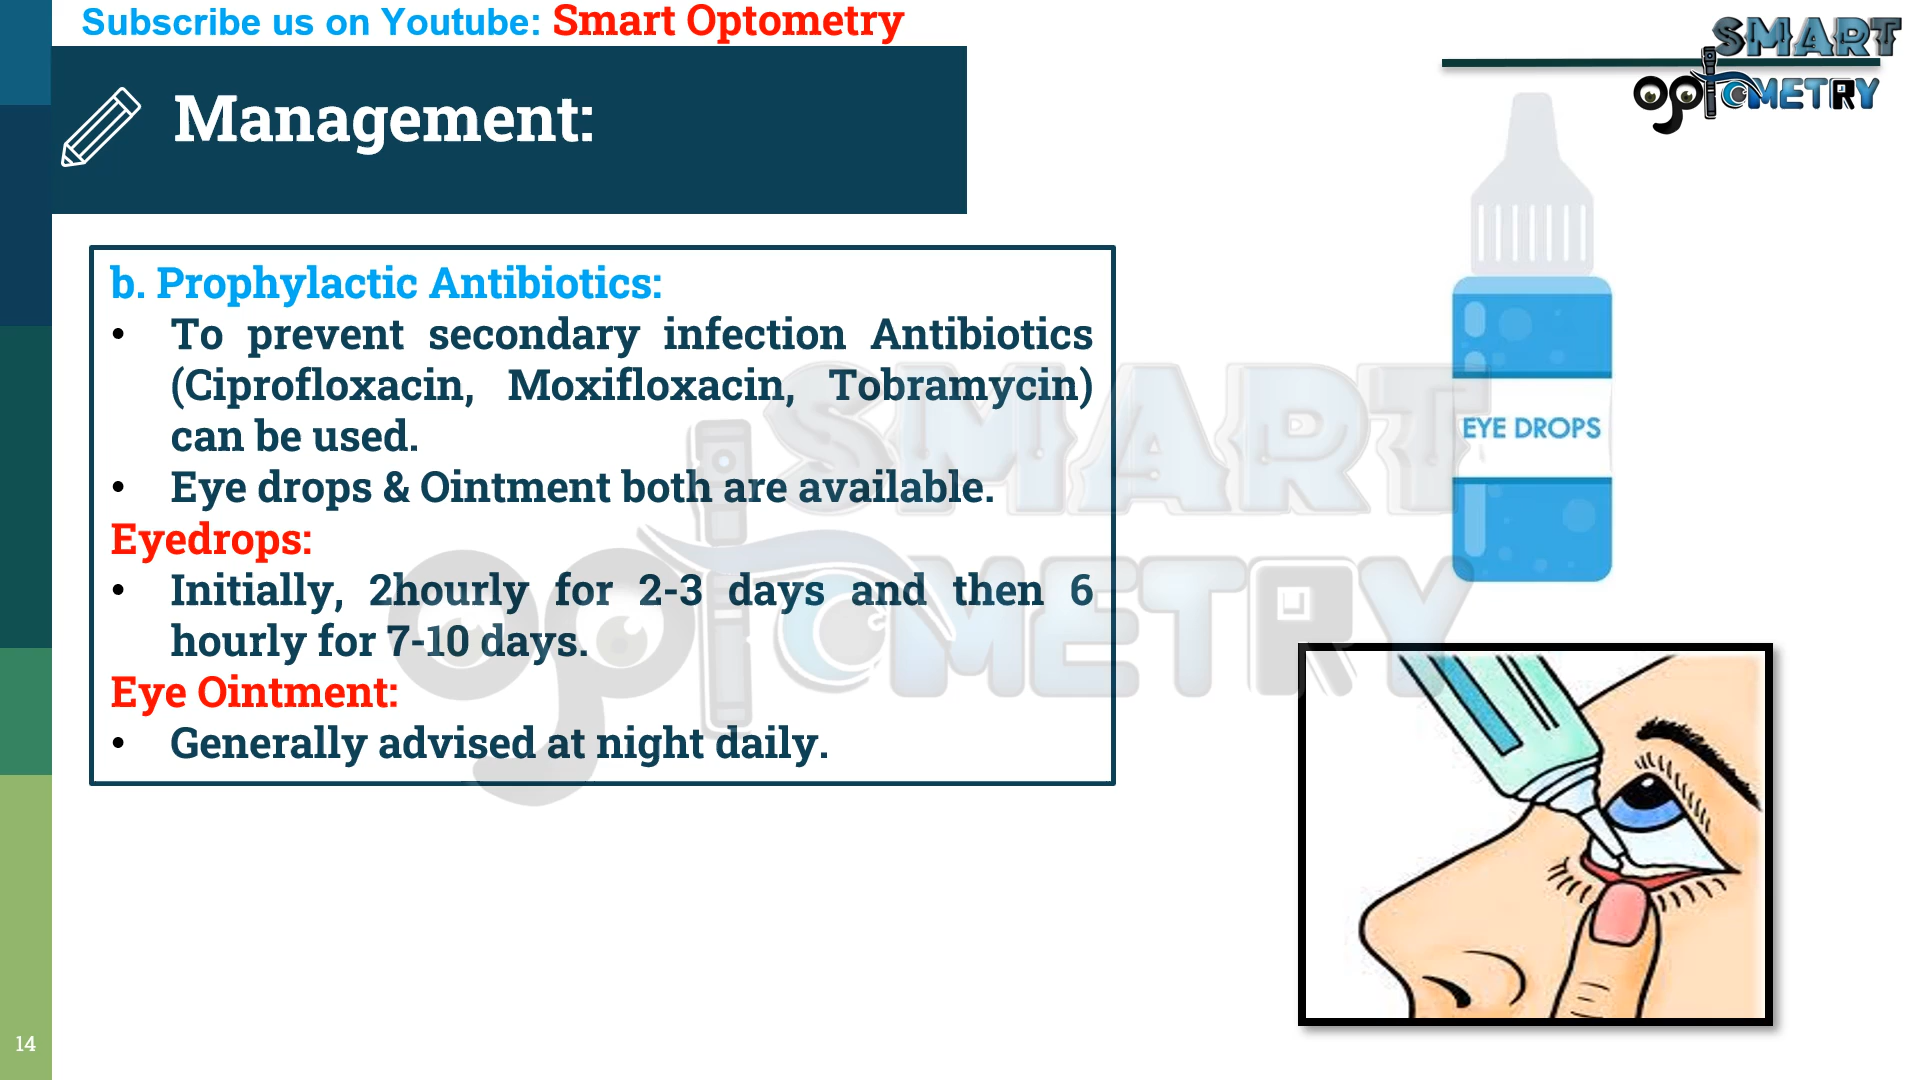 Subscribe us on Youtube: Smart Optometry
SMART
OptOMETRY
Management:
b. Prophylactic Antibiotics:
• To prevent secondary infection Antibiotics
(Ciprofloxacin, Moxifloxacin, Tobramycin)
can be used.
• Eye drops & Ointment both are available.
Eyedrops:
• Initially, 2hourly for 2-3 days and then 6
hourly for 7-10 days.
Eye Ointment:
• Generally advised at night daily.
EYE DROPS
SMART
OptOMETRY
14